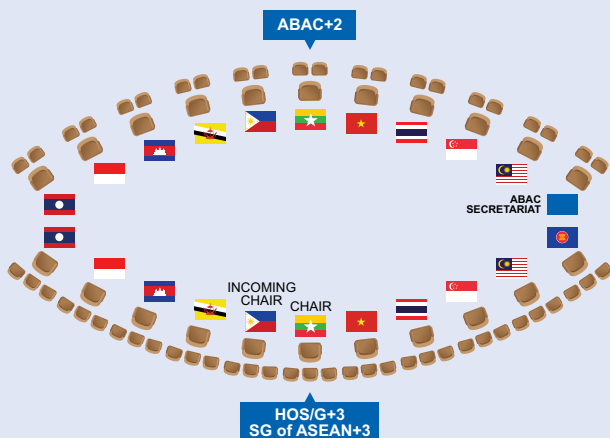 ABAC+2
ABAC
SECRETARIAT
INCOMING
CHAIR
CHAIR
HOS/G+3
SG of ASEAN+3